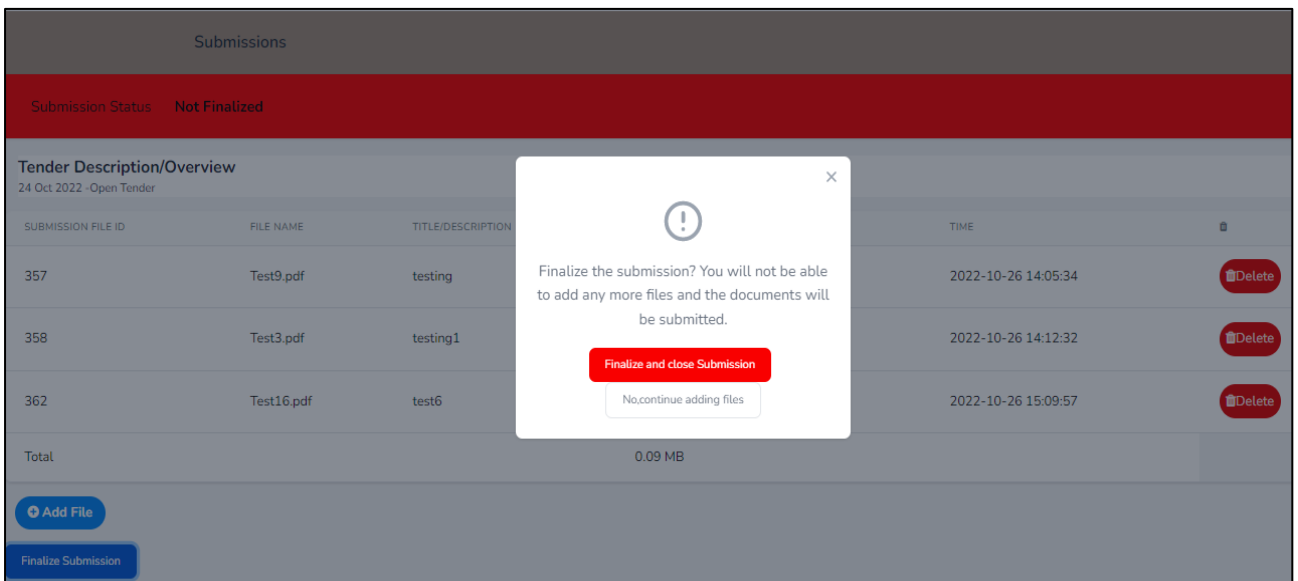 Submissions
Submission Status Not Finalized
Tender Description/Overview
24 Oct 2022 -Open Tender
SUBMISSION FILE ID FILE NAME TITLE/DESCRIPTION TIME
357 Test9.pdf testing 2022-10-26 14:05:34 Delete
358 Test3.pdf testing1 2022-10-26 14:12:32 Delete
362 Test16.pdf test6 2022-10-26 15:09:57 Delete
Total 0.09 MB
Add File
Finalize Submission
Finalize the submission? You will not be able
to add any more files and the documents will
be submitted.
Finalize and close Submission
No,continue adding files